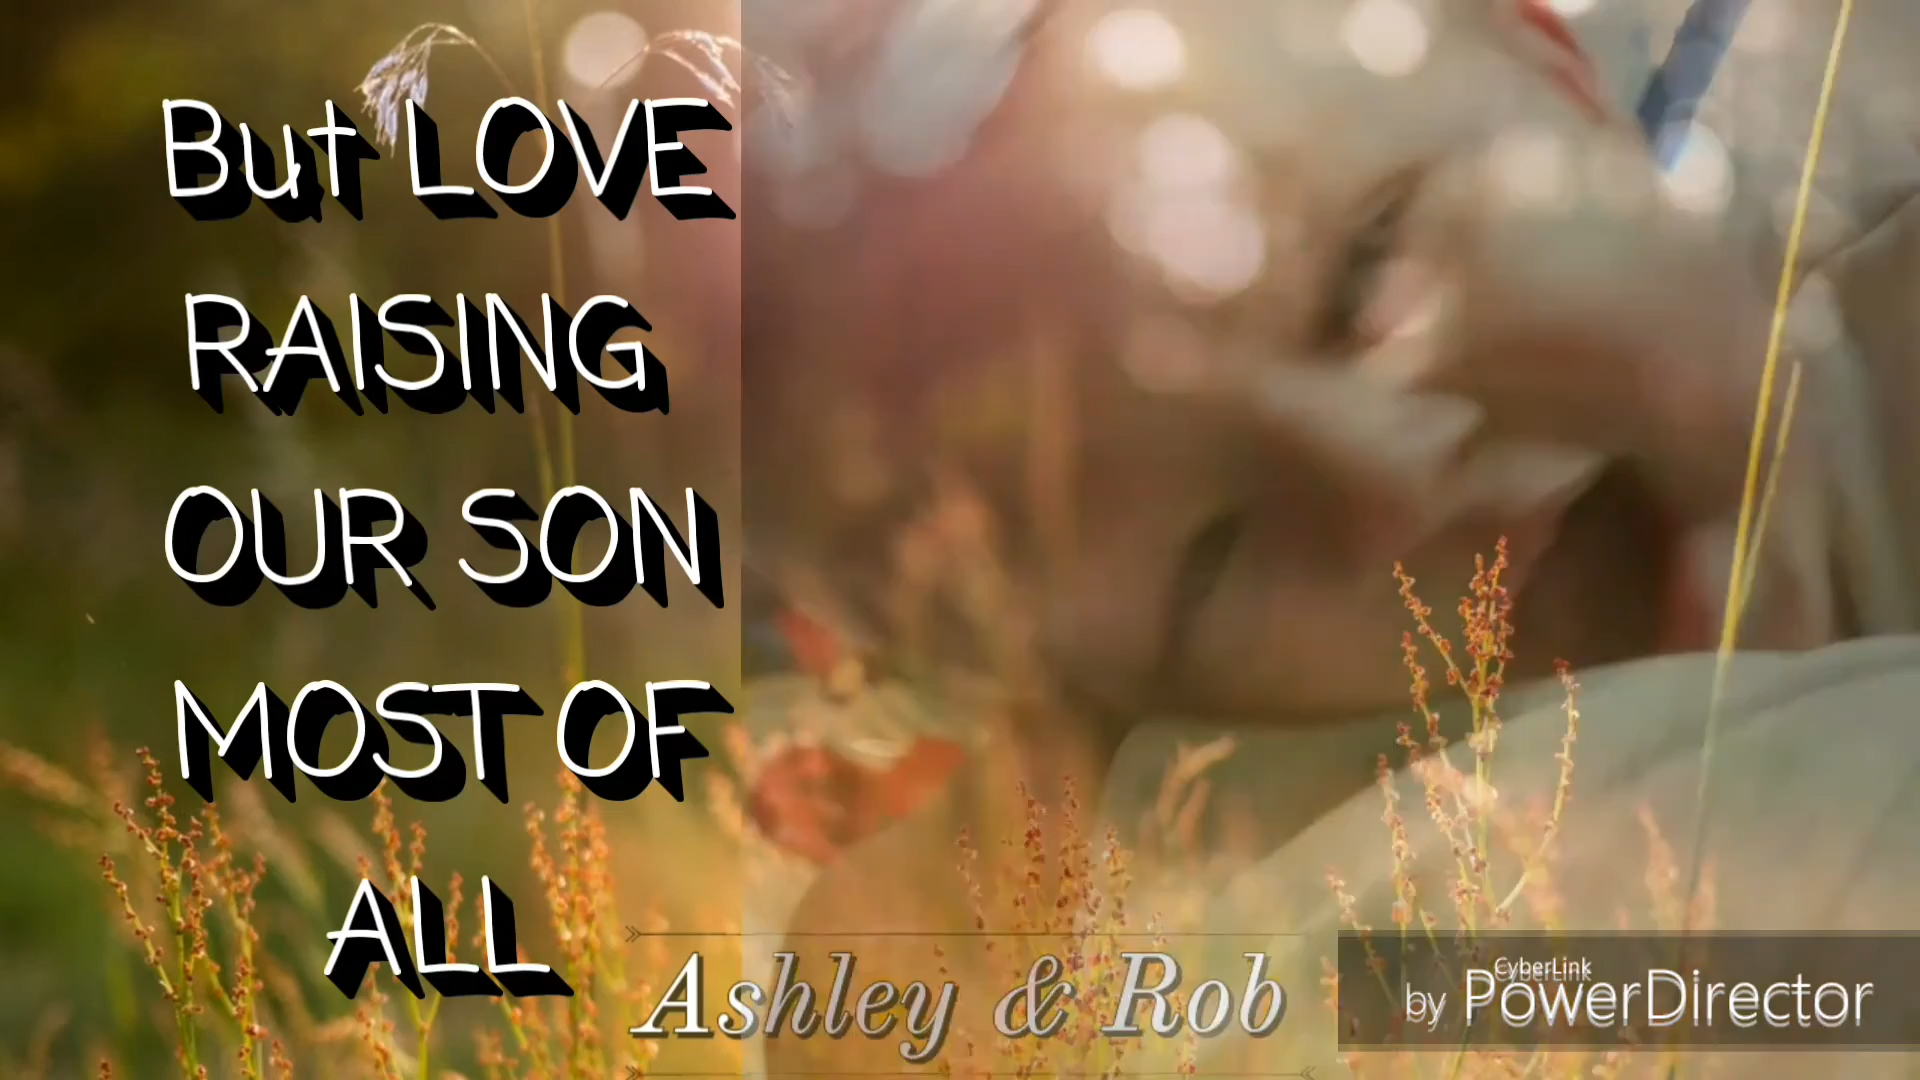 But LOVE
RAISING
OUR SON
MOST OF
ALL
Ashley & Rob
CyberLink
by PowerDirector